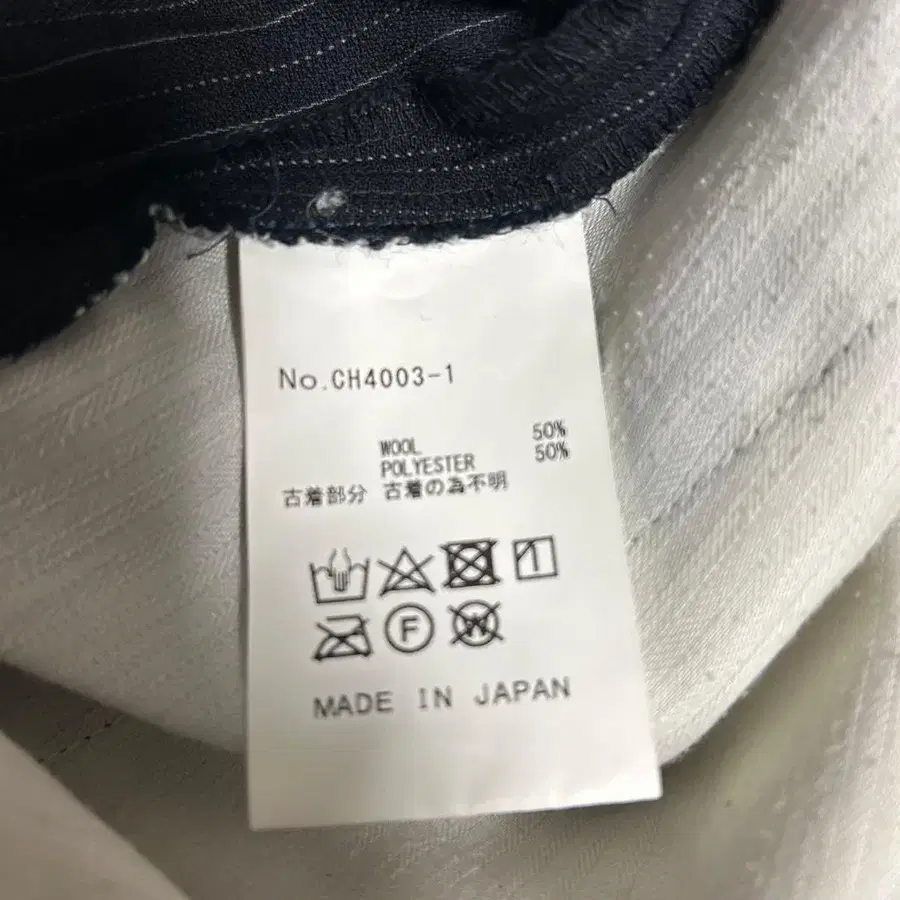 No.CH4003-1
WOOL 50%
POLYESTER 50%
古着部分 古着の為不明
F
W
MADE IN JAPAN